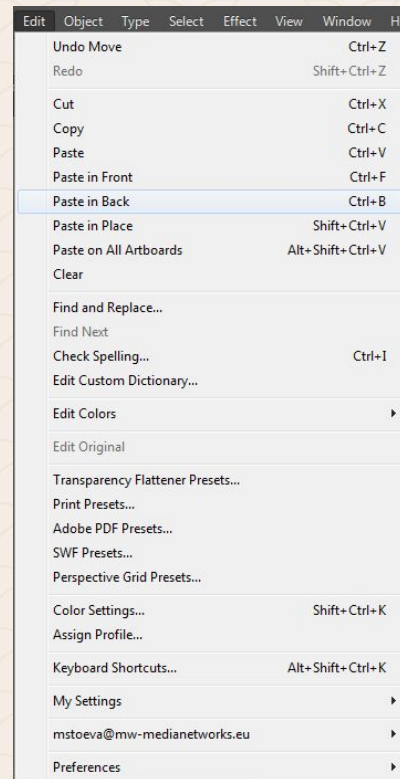 Edit Object Type Select Effect View Window H
Undo Move Ctrl+Z
Redo Shift+Ctrl+Z
Cut Ctrl+X
Copy Ctrl+C
Paste Ctrl+V
Paste in Front Ctrl+F
Paste in Back Ctrl+B
Paste in Place Shift+Ctrl+V
Paste on All Artboards Alt+Shift+Ctrl+V
Clear
Find and Replace...
Find Next
Check Spelling... Ctrl+I
Edit Custom Dictionary...
Edit Colors
Edit Original
Transparency Flattener Presets...
Print Presets...
Adobe PDF Presets...
SWF Presets...
Perspective Grid Presets...
Color Settings... Shift+Ctrl+K
Assign Profile...
Keyboard Shortcuts... Alt+Shift+Ctrl+K
My Settings
mstoeva@mw-medianetworks.eu
Preferences